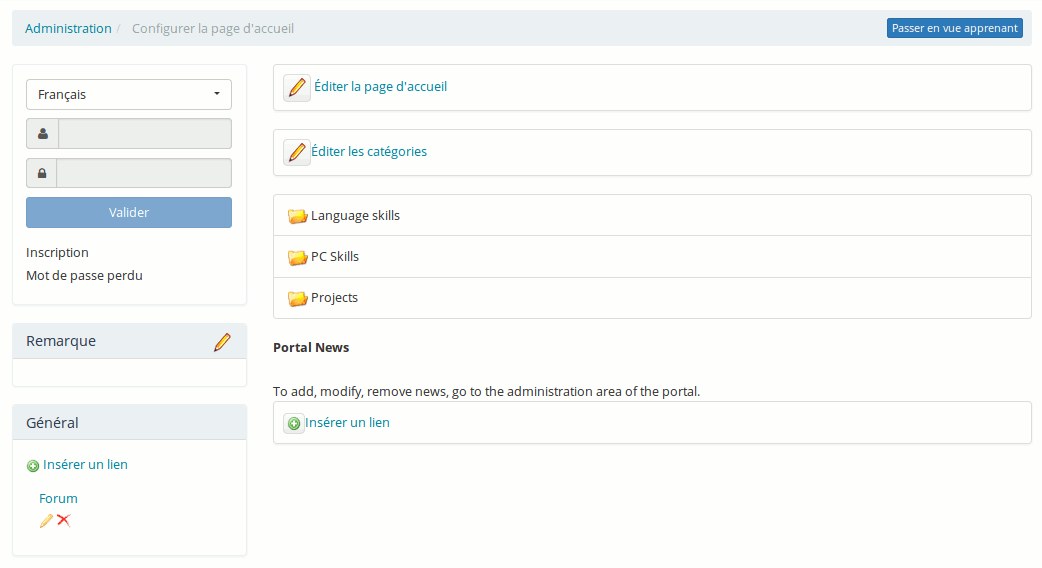 Administration / Configurer la page d'accueil
Passer en vue apprenant
Français
Valider
Inscription
Mot de passe perdu
Remarque
Général
Insérer un lien
Forum
Éditer la page d'accueil
Éditer les catégories
Language skills
PC Skills
Projects
Portal News
To add, modify, remove news, go to the administration area of the portal.
Insérer un lien